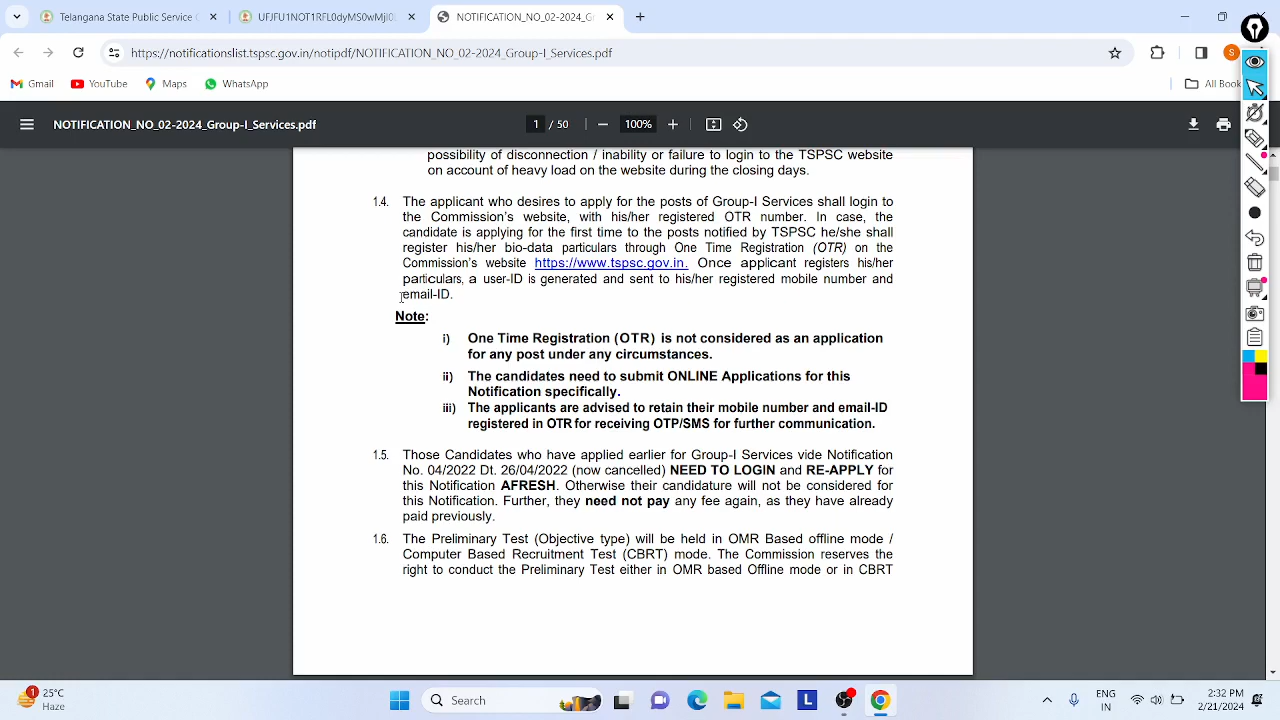 Telangana State Public Service C
UFJFU1NOT1RFL0dyMS0wMjI0
NOTIFICATION_NO_02-2024_G
https://notificationslist.tspsc.gov.in/notipdf/NOTIFICATION_NO_02-2024_Group-I_Services.pdf
S
Gmail
YouTube
Maps
WhatsApp
All Book
NOTIFICATION_NO_02-2024_Group-I_Services.pdf
1 / 50
100%
possibility of disconnection / inability or failure to login to the TSPSC website
on account of heavy load on the website during the closing days.
1.4. The applicant who desires to apply for the posts of Group-I Services shall login to
the Commission's website, with his/her registered OTR number. In case, the
candidate is applying for the first time to the posts notified by TSPSC he/she shall
register his/her bio-data particulars through One Time Registration (OTR) on the
Commission's website https://www.tspsc.gov.in. Once applicant registers his/her
particulars, a user-ID is generated and sent to his/her registered mobile number and
email-ID.
Note:
i) One Time Registration (OTR) is not considered as an application
for any post under any circumstances.
ii) The candidates need to submit ONLINE Applications for this
Notification specifically.
iii) The applicants are advised to retain their mobile number and email-ID
registered in OTR for receiving OTP/SMS for further communication.
1.5. Those Candidates who have applied earlier for Group-I Services vide Notification
No. 04/2022 Dt. 26/04/2022 (now cancelled) NEED TO LOGIN and RE-APPLY for
this Notification AFRESH. Otherwise their candidature will not be considered for
this Notification. Further, they need not pay any fee again, as they have already
paid previously.
1.6. The Preliminary Test (Objective type) will be held in OMR Based offline mode /
Computer Based Recruitment Test (CBRT) mode. The Commission reserves the
right to conduct the Preliminary Test either in OMR based Offline mode or in CBRT
1
25°C
Haze
Search
L
ENG
IN
2:32 PM
2/21/2024